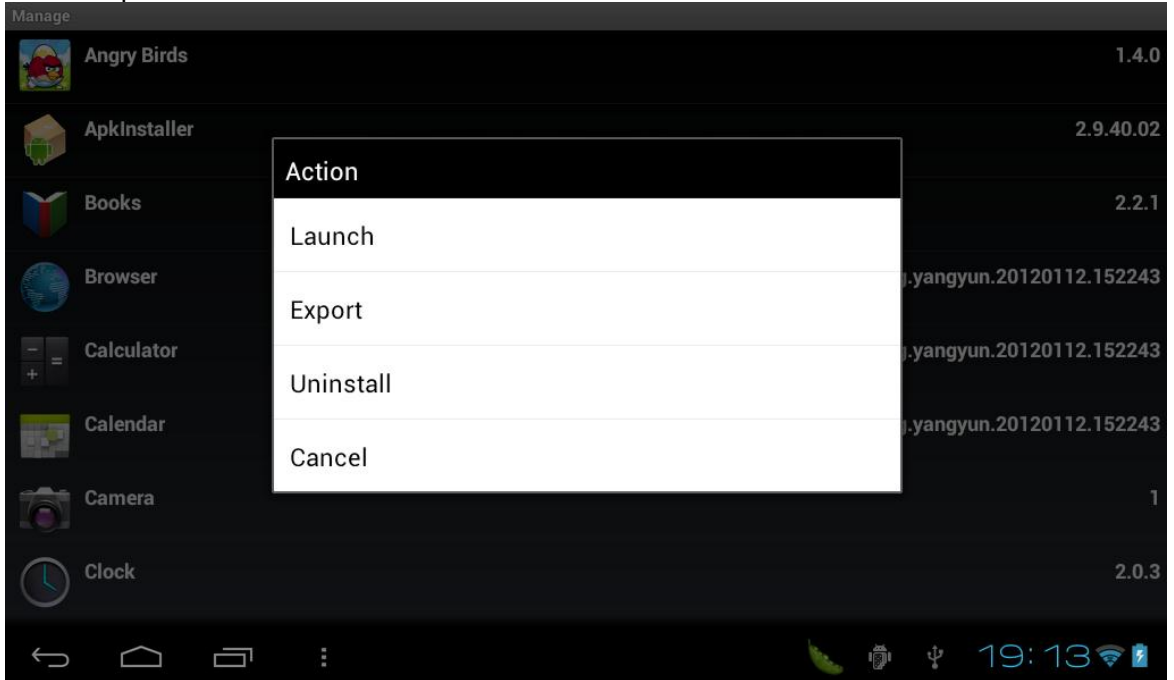 Manage
Angry Birds 1.4.0
ApkInstaller 2.9.40.02
Action
Books 2.2.1
Launch
Browser .yangyun.20120112.152243
Export
Calculator .yangyun.20120112.152243
Uninstall
Calendar .yangyun.20120112.152243
Cancel
Camera 1
Clock 2.0.3
19:13